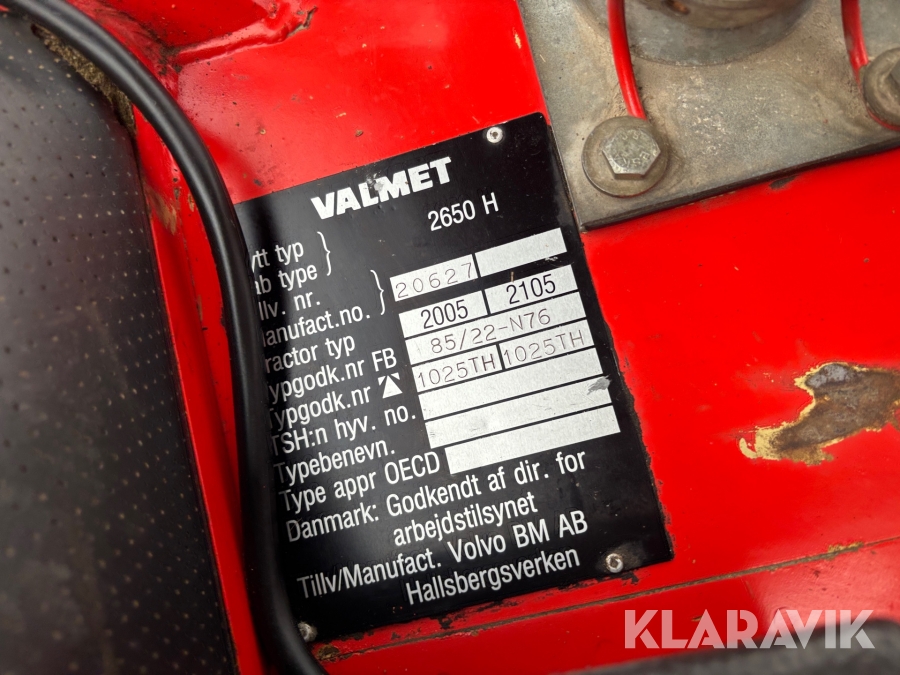 VALMET
2650 H
ytt typ
ab type
llv. nr.
anufact.no.
20627
ractor typ
2005 2105
ypgodk.nr FB
85/22-N76
Typgodk.nr
1025TH 1025TH
TSH:n hyv. no.
Typebenevn.
Type appr OECD
Danmark: Godkendt af dir. for
arbejdstilsynet
Tillv/Manufact. Volvo BM AB
Hallsbergsverken
KLARAVIK